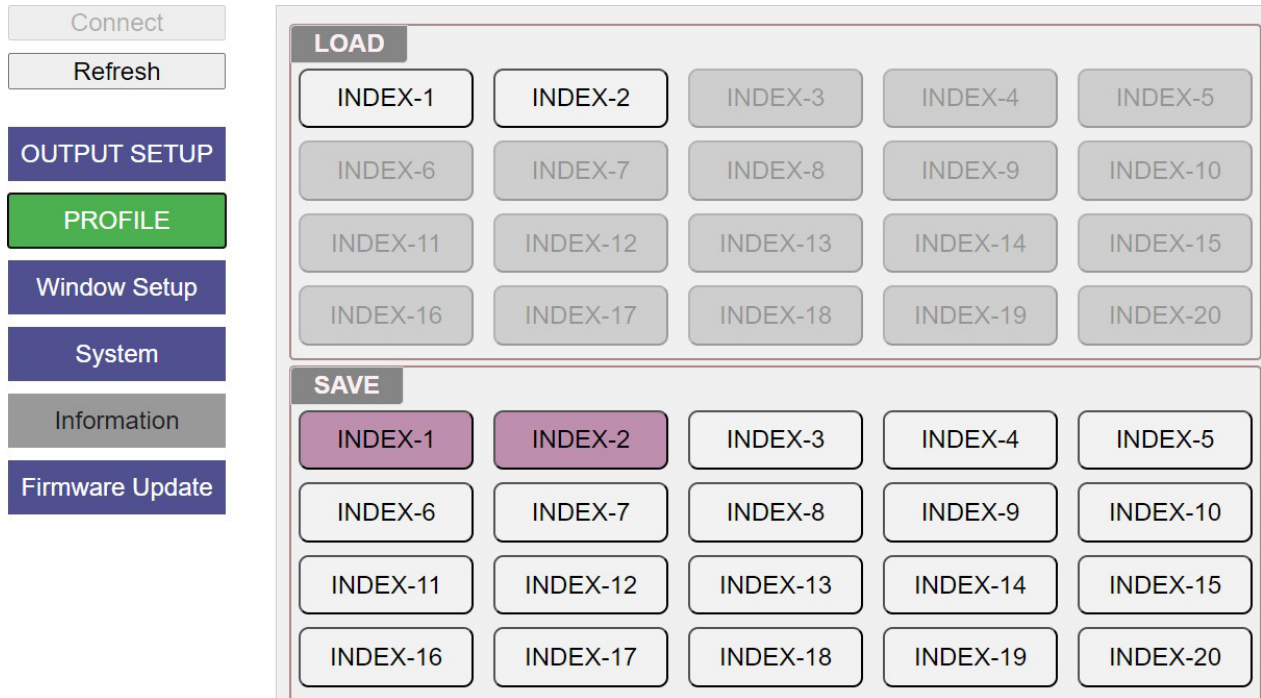 Connect
Refresh
OUTPUT SETUP
PROFILE
Window Setup
System
Information
Firmware Update
LOAD
INDEX-1 INDEX-2 INDEX-3 INDEX-4 INDEX-5
INDEX-6 INDEX-7 INDEX-8 INDEX-9 INDEX-10
INDEX-11 INDEX-12 INDEX-13 INDEX-14 INDEX-15
INDEX-16 INDEX-17 INDEX-18 INDEX-19 INDEX-20
SAVE
INDEX-1 INDEX-2 INDEX-3 INDEX-4 INDEX-5
INDEX-6 INDEX-7 INDEX-8 INDEX-9 INDEX-10
INDEX-11 INDEX-12 INDEX-13 INDEX-14 INDEX-15
INDEX-16 INDEX-17 INDEX-18 INDEX-19 INDEX-20